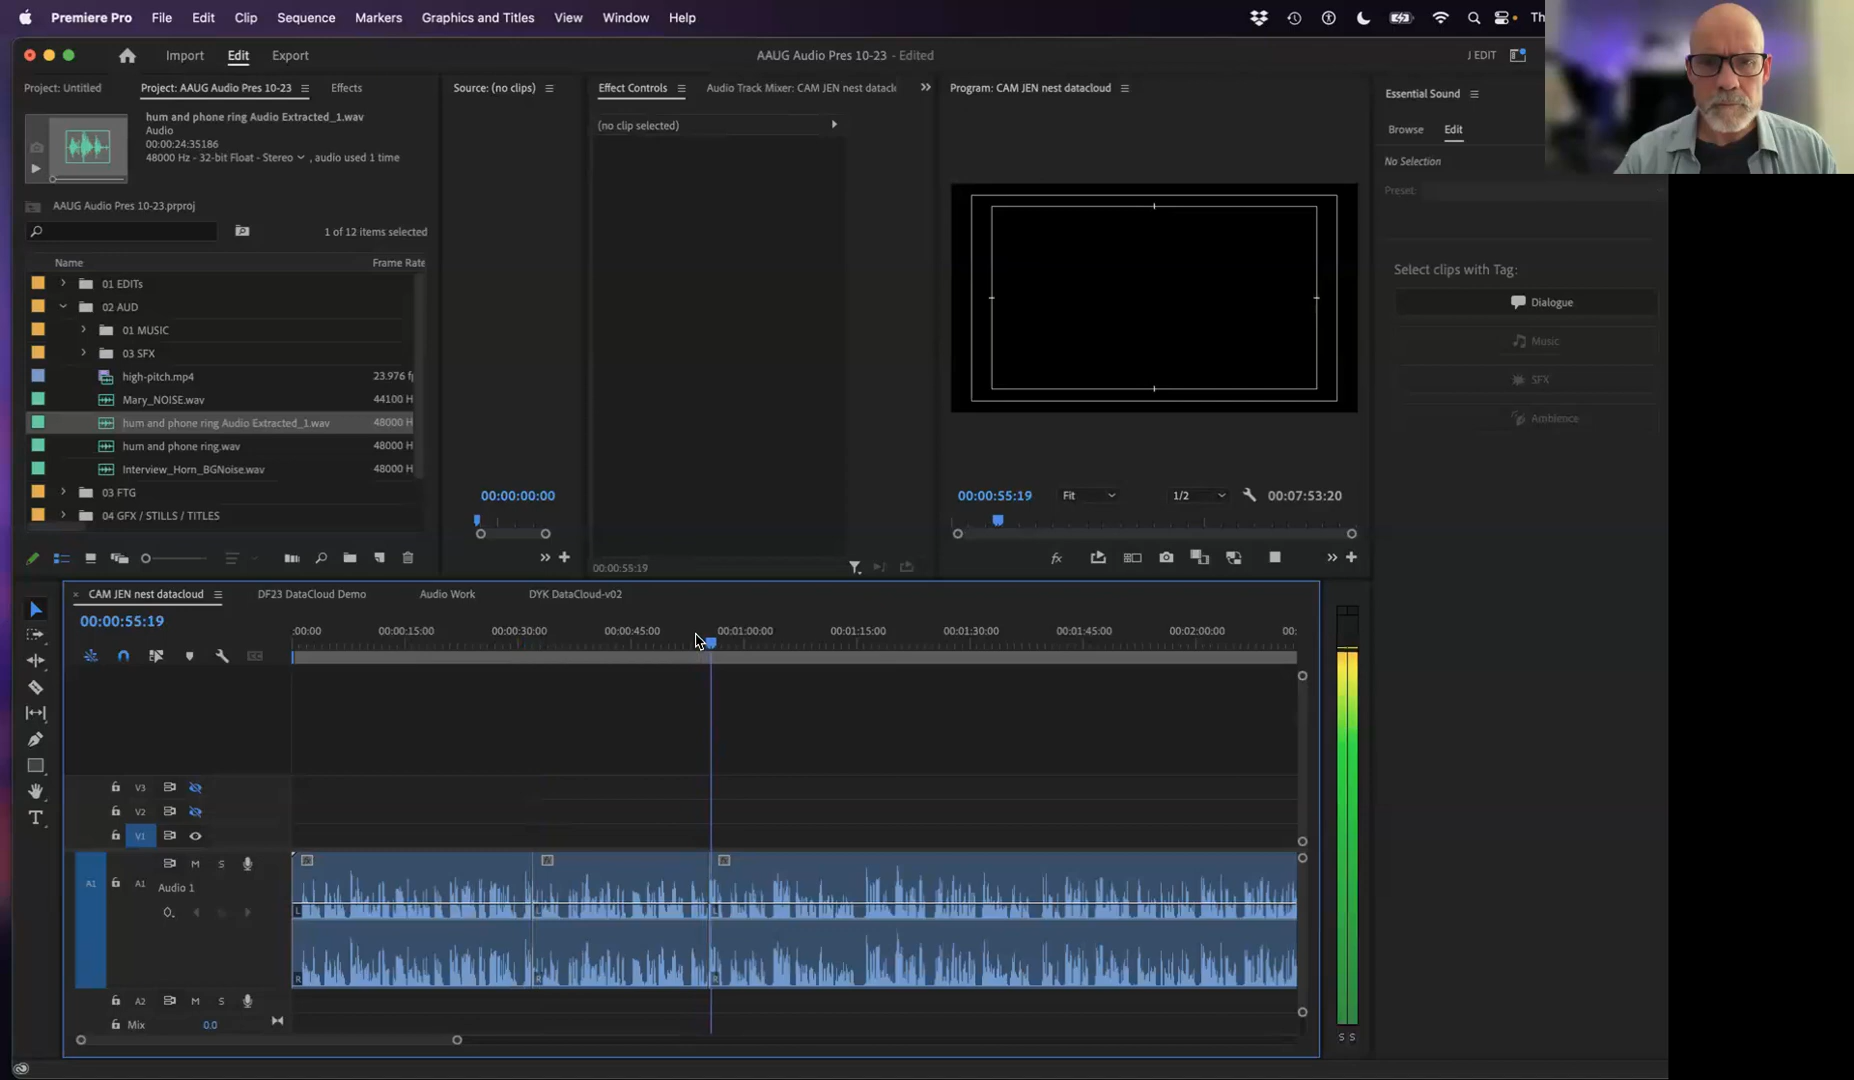 Premiere Pro File Edit Clip Sequence Markers Graphics and Titles View Window Help Th
Import Edit Export AAUG Audio Pres 10-23 - Edited J EDIT
Project: Untitled Project: AAUG Audio Pres 10-23 Effects Source: (no clips) Effect Controls Audio Track Mixer: CAM JEN nest datacl Program: CAM JEN nest datacloud Essential Sound
hum and phone ring Audio Extracted_1.wav
Audio
00:00:24:35186
48000 Hz - 32-bit Float - Stereo , audio used 1 time
(no clip selected)
Browse Edit
No Selection
Preset:
AAUG Audio Pres 10-23.prproj
1 of 12 items selected
Name Frame Rate
01 EDITs
02 AUD
01 MUSIC
03 SFX
high-pitch.mp4 23.976 f
Mary_NOISE.wav 44100 H
hum and phone ring Audio Extracted_1.wav 48000 H
hum and phone ring.wav 48000 H
Interview_Horn_BGNoise.wav 48000 H
03 FTG
04 GFX / STILLS / TITLES
Select clips with Tag:
Dialogue
Music
SFX
Ambience
00:00:00:00
00:00:55:19
00:00:55:19 Fit 1/2 00:07:53:20
CAM JEN nest datacloud DF23 DataCloud Demo Audio Work DYK DataCloud-v02
00:00:55:19
:00:00 00:00:15:00 00:00:30:00 00:00:45:00 00:01:00:00 00:01:15:00 00:01:30:00 00:01:45:00 00:02:00:00 00:
V3
V2
V1
A1 A1 M S
Audio 1
A2 M S
Mix 0.0
L L L
R R R
S S